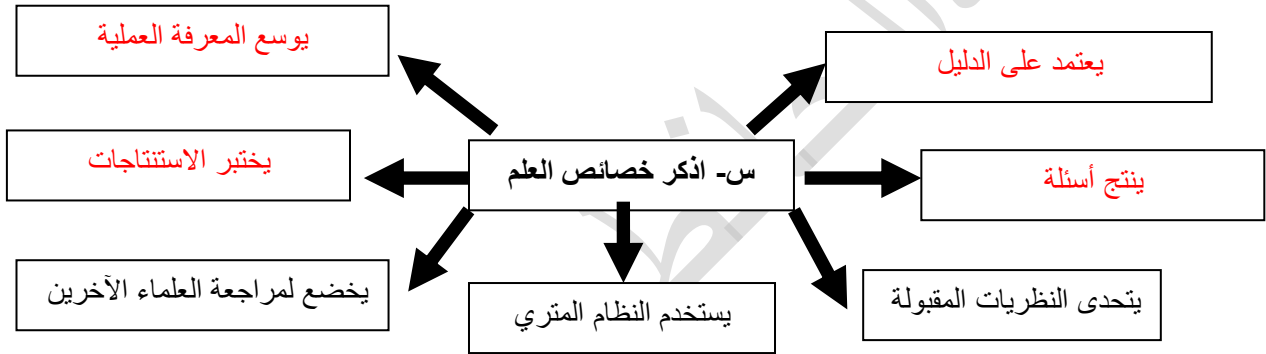 يعتمد على الدليل
يوسع المعرفة العملية
س- اذكر خصائص العلم
ينتج أسئلة
يختبر الاستنتاجات
يتحدى النظريات المقبولة
يستخدم النظام المتري
يخضع لمراجعة العلماء الآخرين